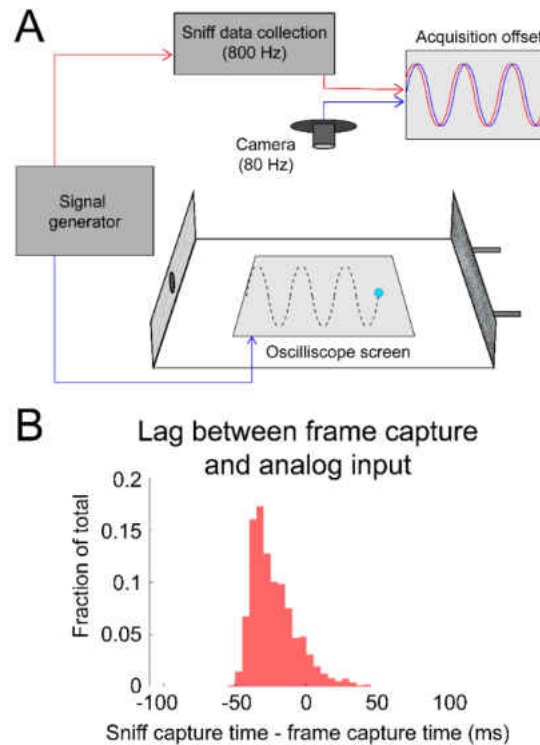 A
Sniff data collection
(800 Hz)
Acquisition offset
Camera
(80 Hz)
Signal
generator
Oscilliscope screen
B
Lag between frame capture
and analog input
Fraction of total
0.2
0.15
0.1
0.05
0
-100
-50
0
50
100
Sniff capture time - frame capture time (ms)